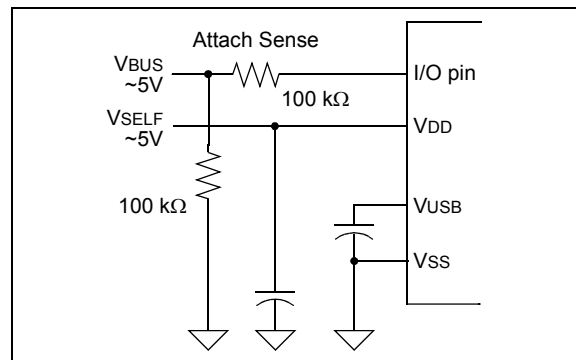 Attach Sense
VBUS
~5V
I/O pin
100 kΩ
VSELF
~5V
VDD
100 kΩ
VUSB
VSS